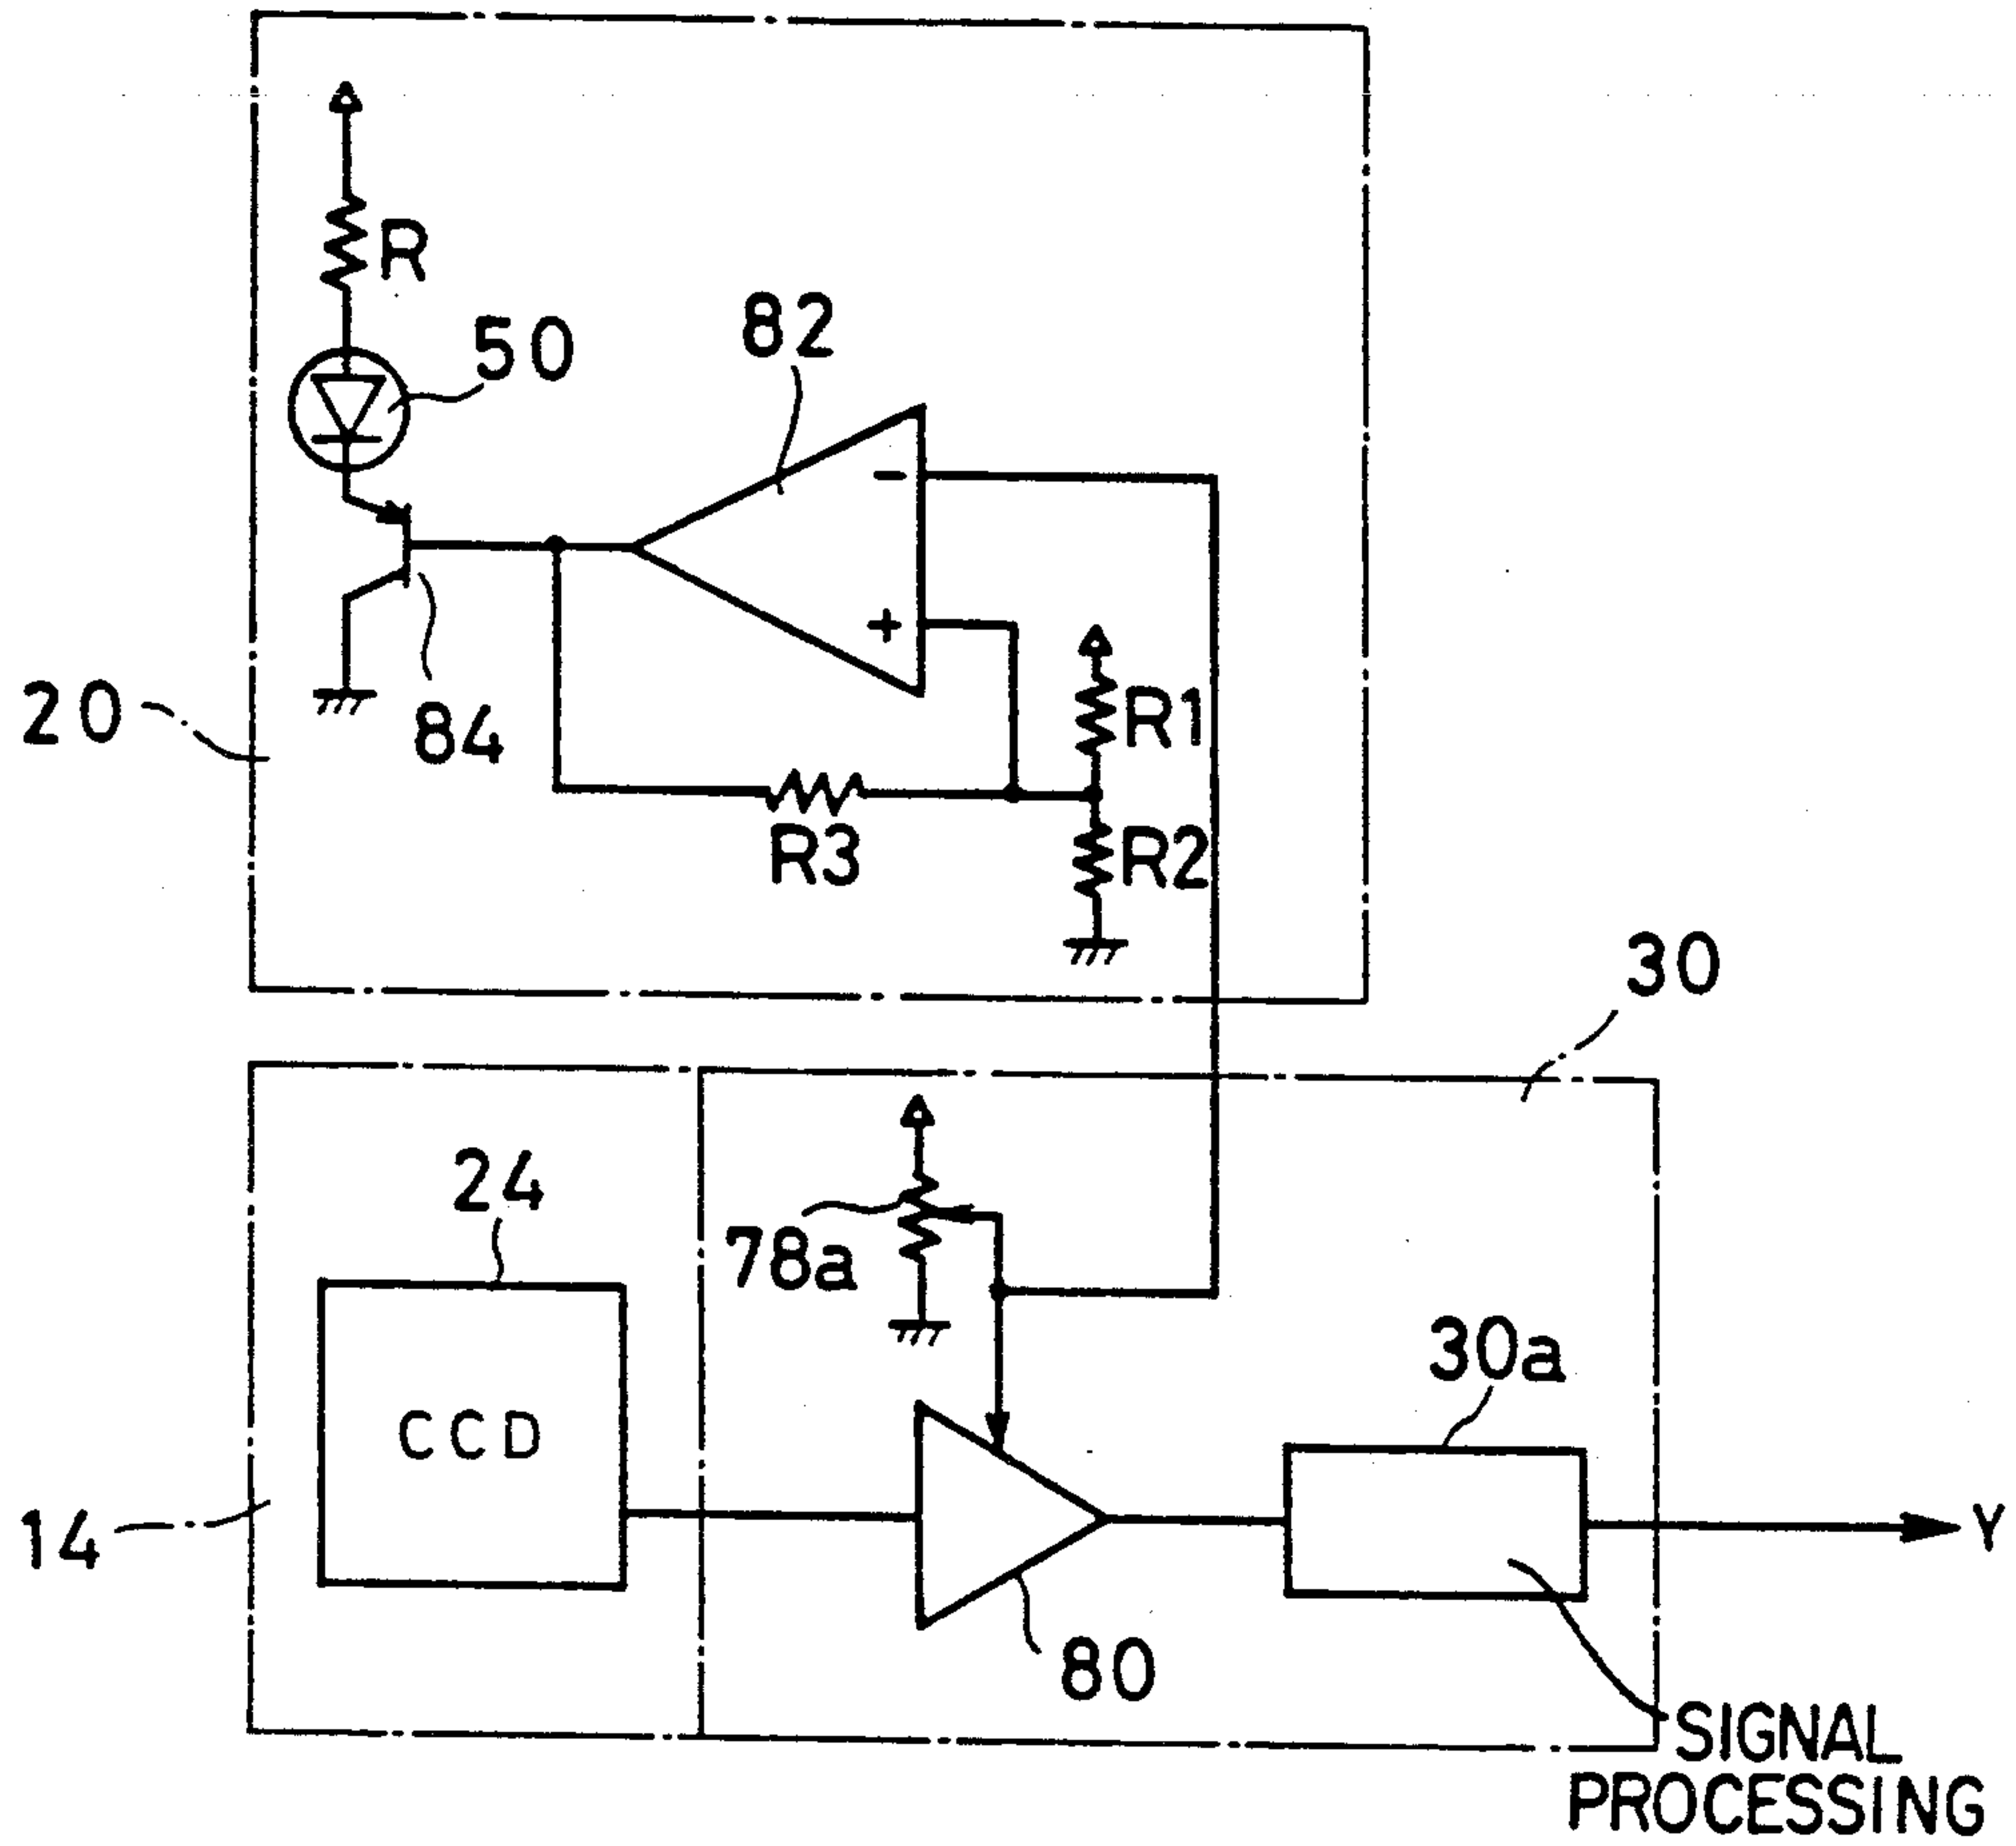 R
50
82
-
+
R1
20
84
R3
R2
30
24
78a
30a
CCD
14
Y
80
SIGNAL
PROCESSING